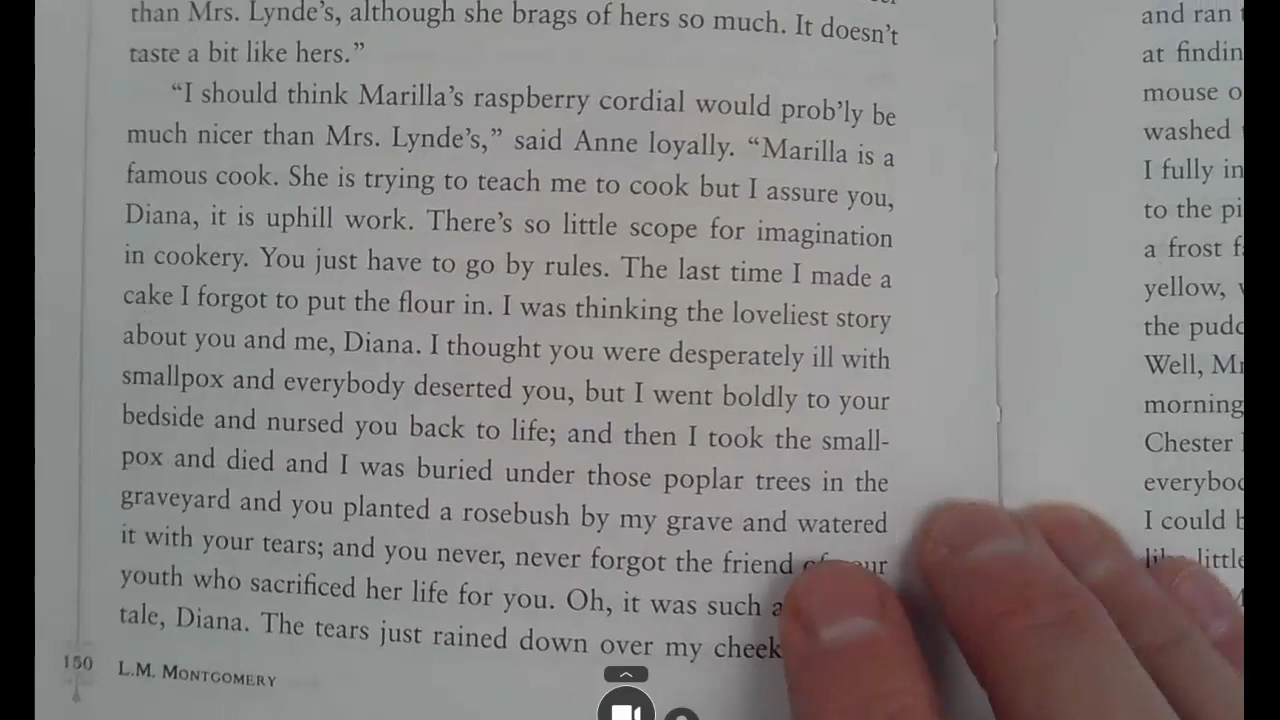 than Mrs. Lynde's, although she brags of hers so much. It doesn't
taste a bit like hers.”
“I should think Marilla's raspberry cordial would prob'ly be
much nicer than Mrs. Lynde's,” said Anne loyally. “Marilla is a
famous cook. She is trying to teach me to cook but I assure you,
Diana, it is uphill work. There's so little scope for imagination
in cookery. You just have to go by rules. The last time I made a
cake I forgot to put the flour in. I was thinking the loveliest story
about you and me, Diana. I thought you were desperately ill with
smallpox and everybody deserted you, but I went boldly to your
bedside and nursed you back to life; and then I took the small-
pox and died and I was buried under those poplar trees in the
graveyard and you planted a rosebush by my grave and watered
it with your tears; and you never, never forgot the friend
youth who sacrificed her life for you. Oh, it was such a
tale, Diana. The tears just rained down over my cheek
150 L.M. MONTGOMERY
and ran
at findin
mouse o
washed
I fully in
to the pi
a frost f
yellow,
the pudd
Well, Mr
morning
Chester
everybod
I could b
little